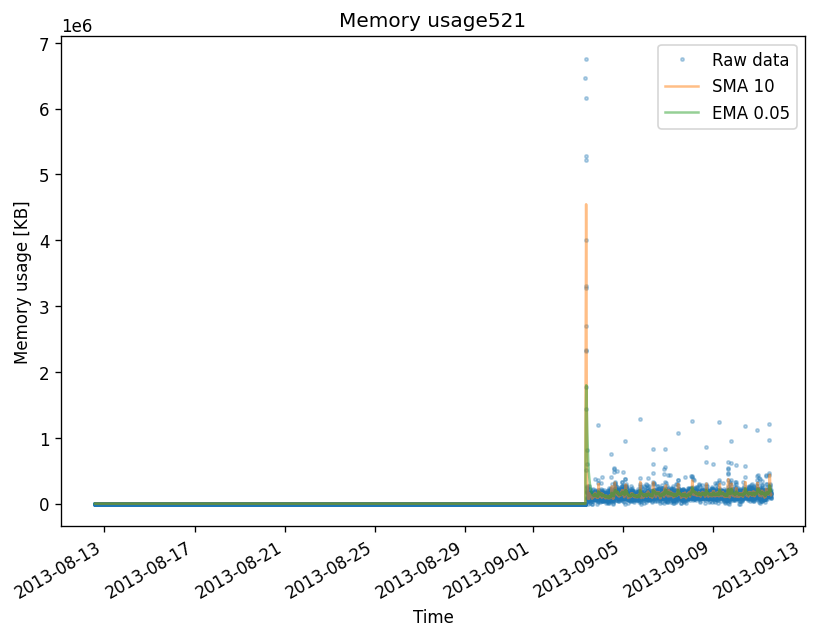 Memory usage521
1e6
Raw data
SMA 10
EMA 0.05
7
6
5
4
3
2
1
0
Memory usage [KB]
2013-08-13
2013-08-17
2013-08-21
2013-08-25
2013-08-29
2013-09-01
2013-09-05
2013-09-09
2013-09-13
Time